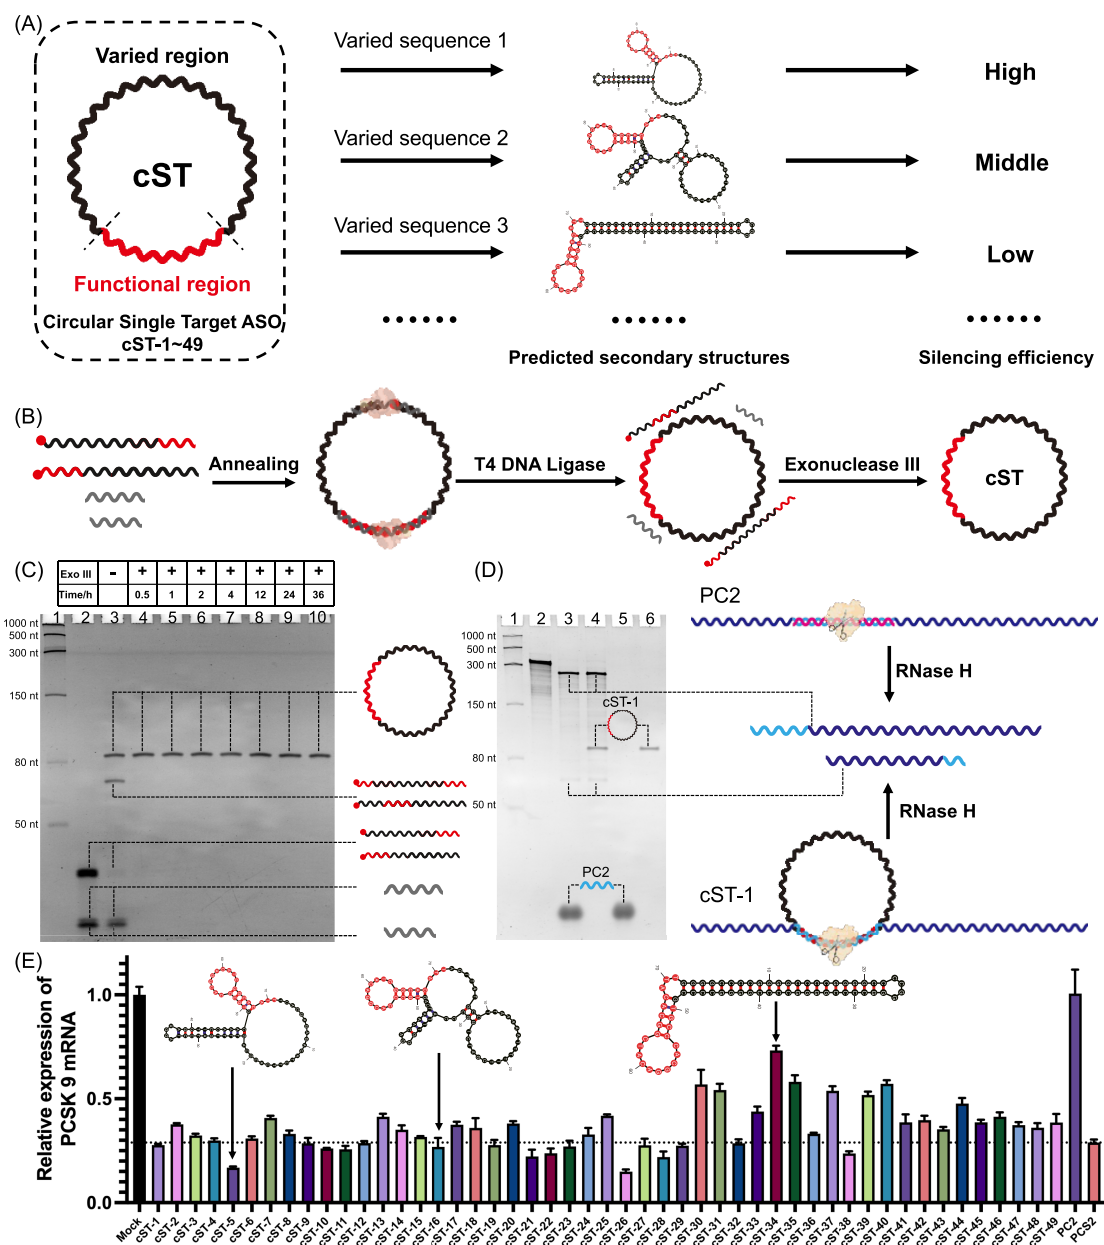 (A)
Varied region
cST
Functional region
Circular Single Target ASO
cST-1~49
Varied sequence 1
High
Varied sequence 2
Middle
Varied sequence 3
Low
Predicted secondary structures
Silencing efficiency
(B)
Annealing
T4 DNA Ligase
Exonuclease III
cST
(C)
Exo III - + + + + + + +
Time/h 0.5 1 2 4 12 24 36
1 2 3 4 5 6 7 8 9 10
1000 nt
500 nt
300 nt
150 nt
80 nt
50 nt
(D)
1 2 3 4 5 6
1000 nt
500 nt
300 nt
150 nt
80 nt
50 nt
cST-1
PC2
PC2
RNase H
RNase H
cST-1
(E)
Relative expression of
PCSK 9 mRNA
1.0
0.5
0.0
Mock
cST-1
cST-2
cST-3
cST-4
cST-5
cST-6
cST-7
cST-8
cST-9
cST-10
cST-11
cST-12
cST-13
cST-14
cST-15
cST-16
cST-17
cST-18
cST-19
cST-20
cST-21
cST-22
cST-23
cST-24
cST-25
cST-26
cST-27
cST-28
cST-29
cST-30
cST-31
cST-32
cST-33
cST-34
cST-35
cST-36
cST-37
cST-38
cST-39
cST-40
cST-41
cST-42
cST-43
cST-44
cST-45
cST-46
cST-47
cST-48
cST-49
PC2
PCS2